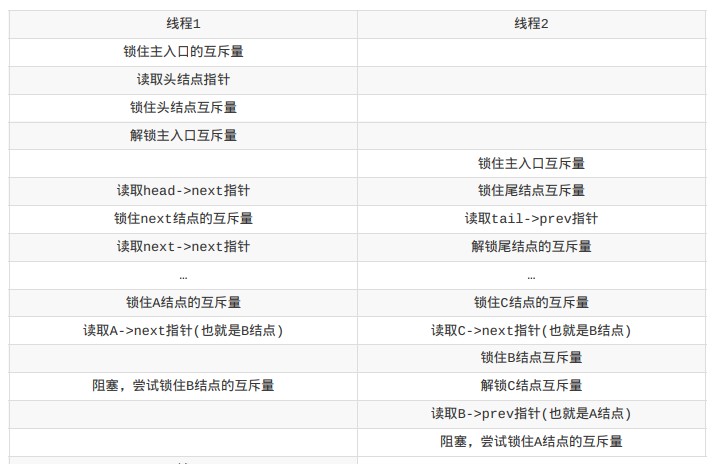 线程1 线程2
锁住主入口的互斥量
读取头结点指针
锁住头结点互斥量
解锁主入口互斥量
锁住主入口互斥量
读取head->next指针 锁住尾结点互斥量
锁住next结点的互斥量 读取tail->prev指针
读取next->next指针 解锁尾结点的互斥量
… …
锁住A结点的互斥量 锁住C结点的互斥量
读取A->next指针(也就是B结点) 读取C->next指针(也就是B结点)
锁住B结点互斥量
阻塞，尝试锁住B结点的互斥量 解锁C结点互斥量
读取B->prev指针(也就是A结点)
阻塞，尝试锁住A结点的互斥量